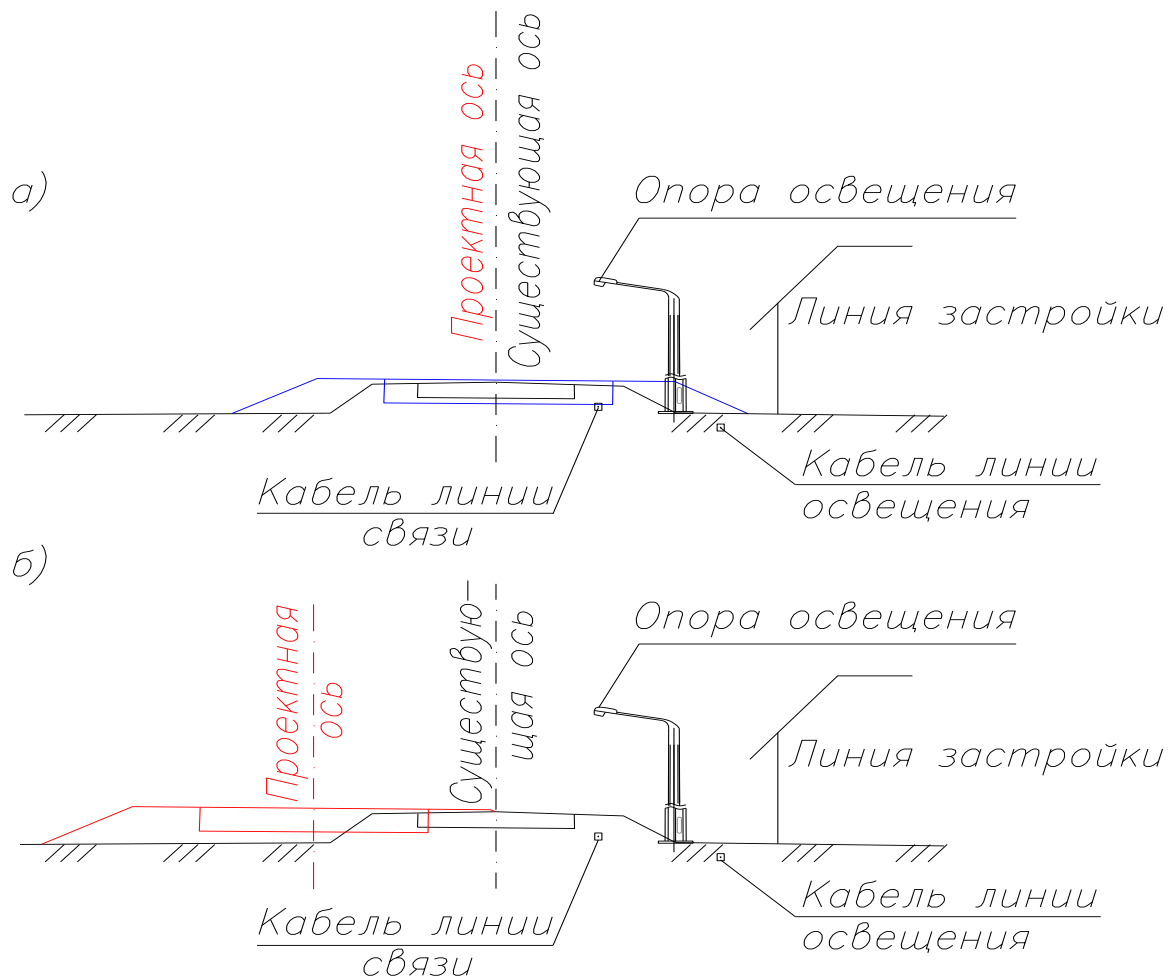 а)
Проектная ось
Существующая ось
Опора освещения
Линия застройки
Кабель линии
связи
Кабель линии
освещения
б)
Проектная
ось
Существую-
щая ось
Опора освещения
Линия застройки
Кабель линии
связи
Кабель линии
освещения